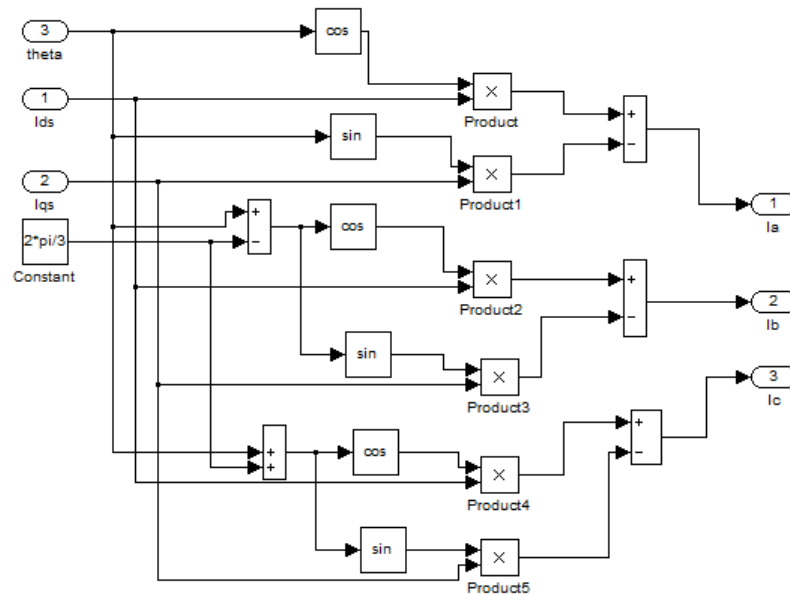 3
theta
cos
1
Ids
×
Product
+
−
sin
2
Iqs
×
Product1
1
Ia
2*pi/3
Constant
+
−
cos
×
Product2
+
−
2
Ib
sin
×
Product3
3
Ic
+
−
+
+
cos
×
Product4
sin
×
Product5